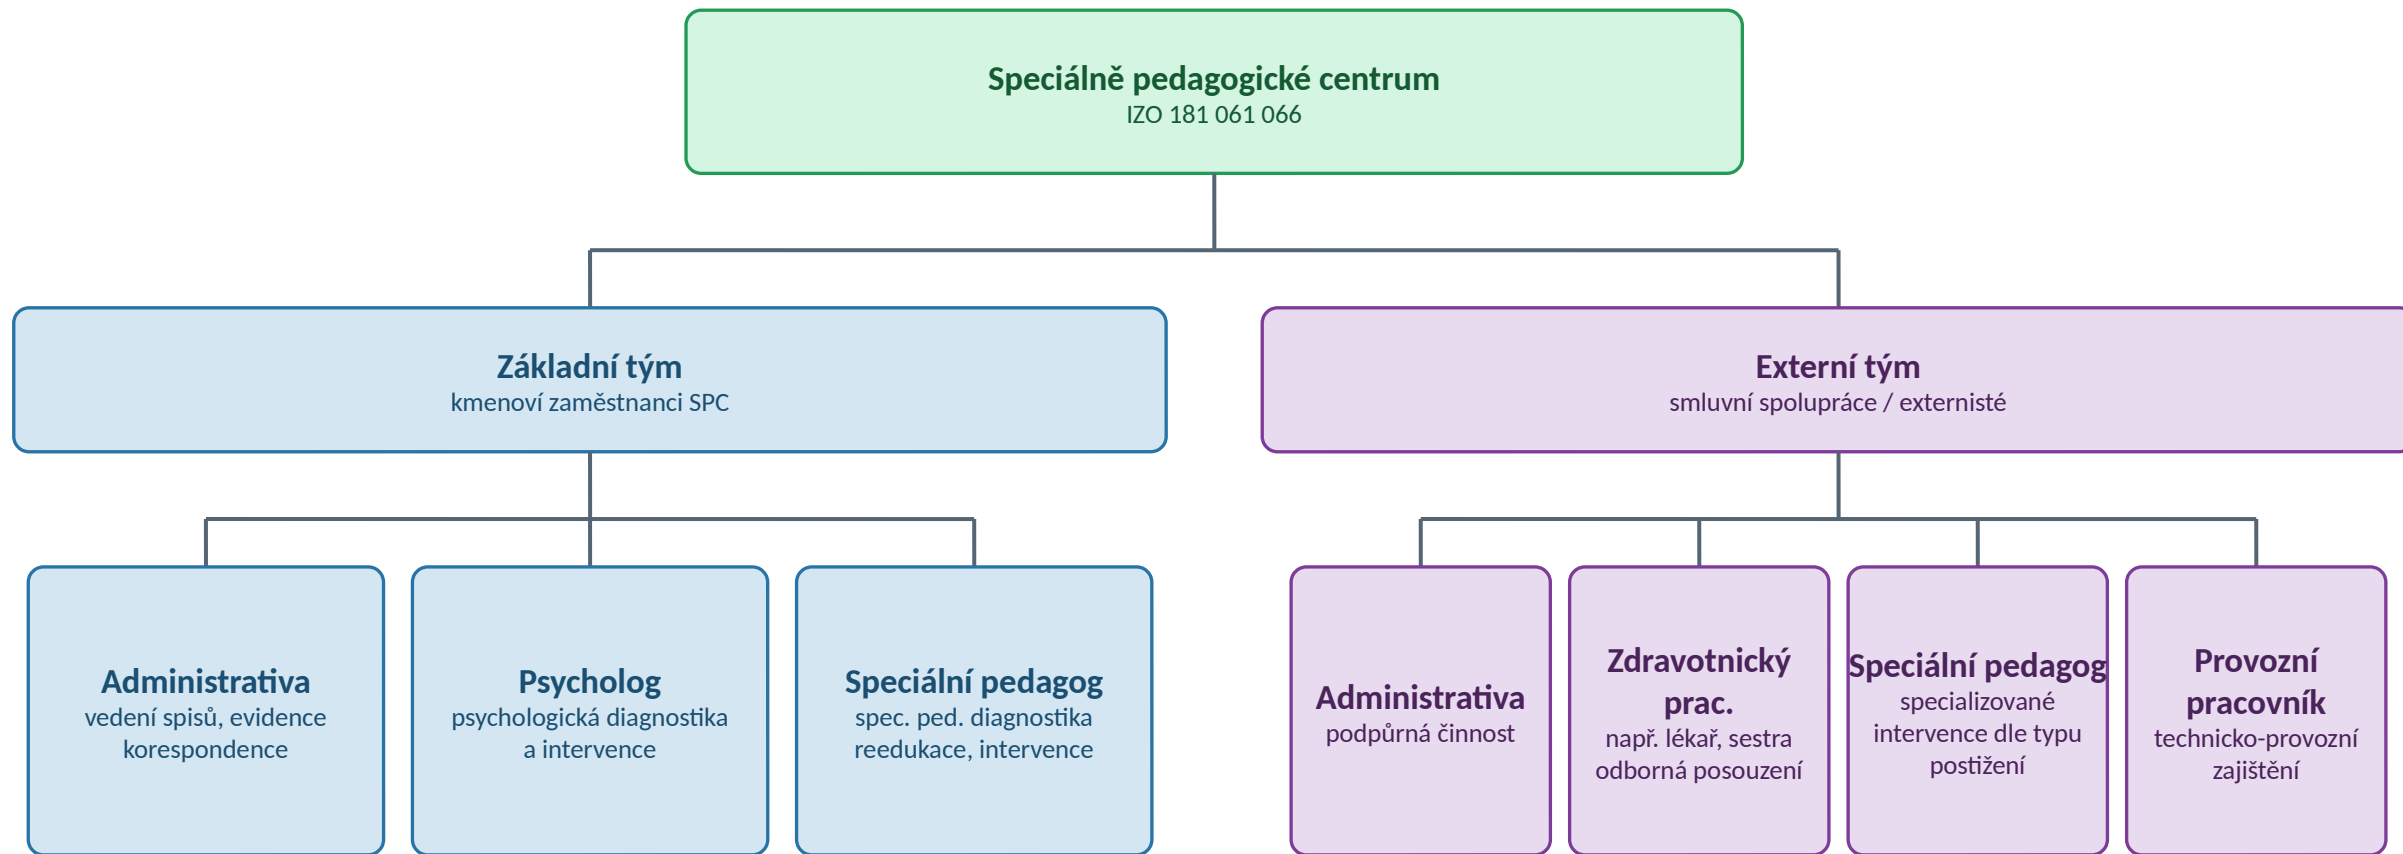 Speciálně pedagogické centrum
IZO 181 061 066
Základní tým
kmenoví zaměstnanci SPC
Externí tým
smluvní spolupráce / externisté
Administrativa
vedení spisů, evidence
korespondence
Psycholog
psychologická diagnostika
a intervence
Speciální pedagog
spec. ped. diagnostika
reedukace, intervence
Administrativa
podpůrná činnost
Zdravotnický
prac.
např. lékař, sestra
odborná posouzení
Speciální pedagog
specializované
intervence dle typu
postižení
Provozní
pracovník
technicko-provozní
zajištění